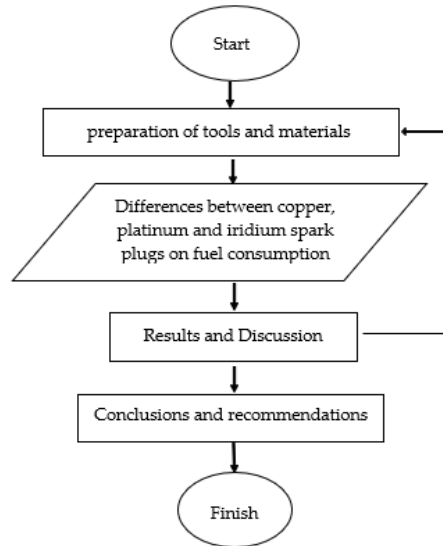 Start
preparation of tools and materials
Differences between copper,
platinum and iridium spark
plugs on fuel consumption
Results and Discussion
Conclusions and recommendations
Finish